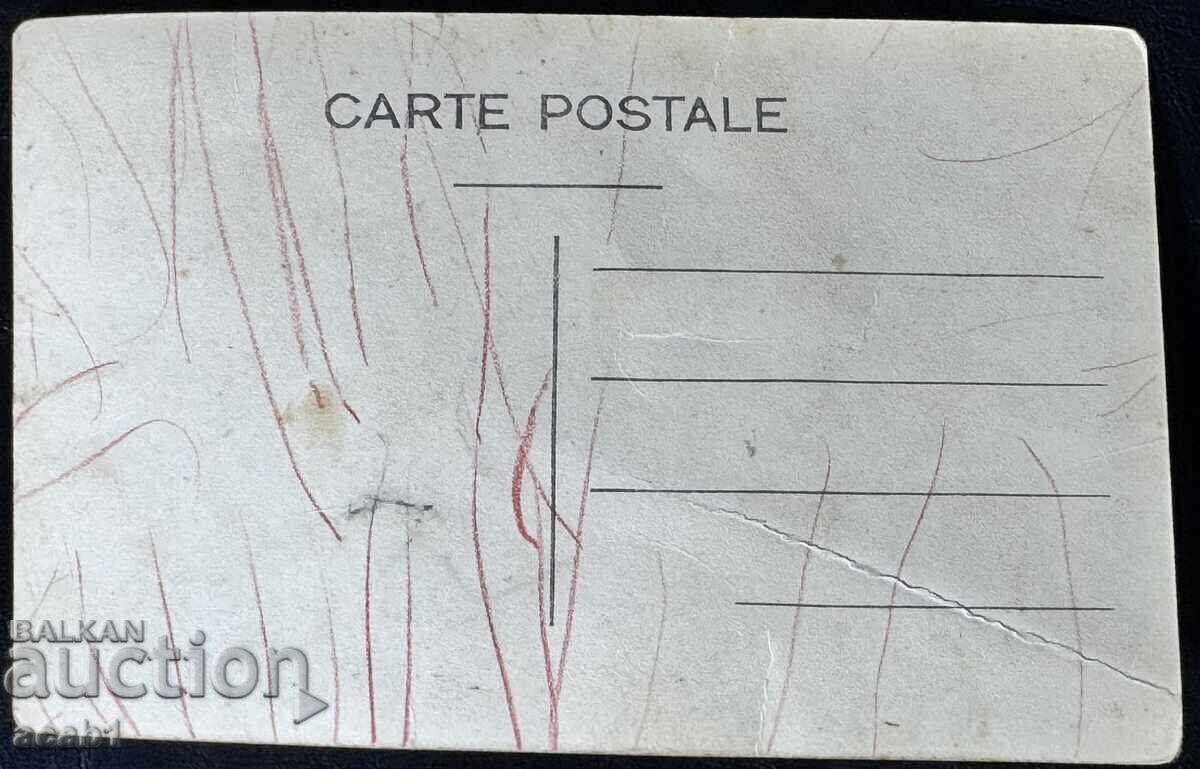 CARTE POSTALE
BALKAN
auction
acab1